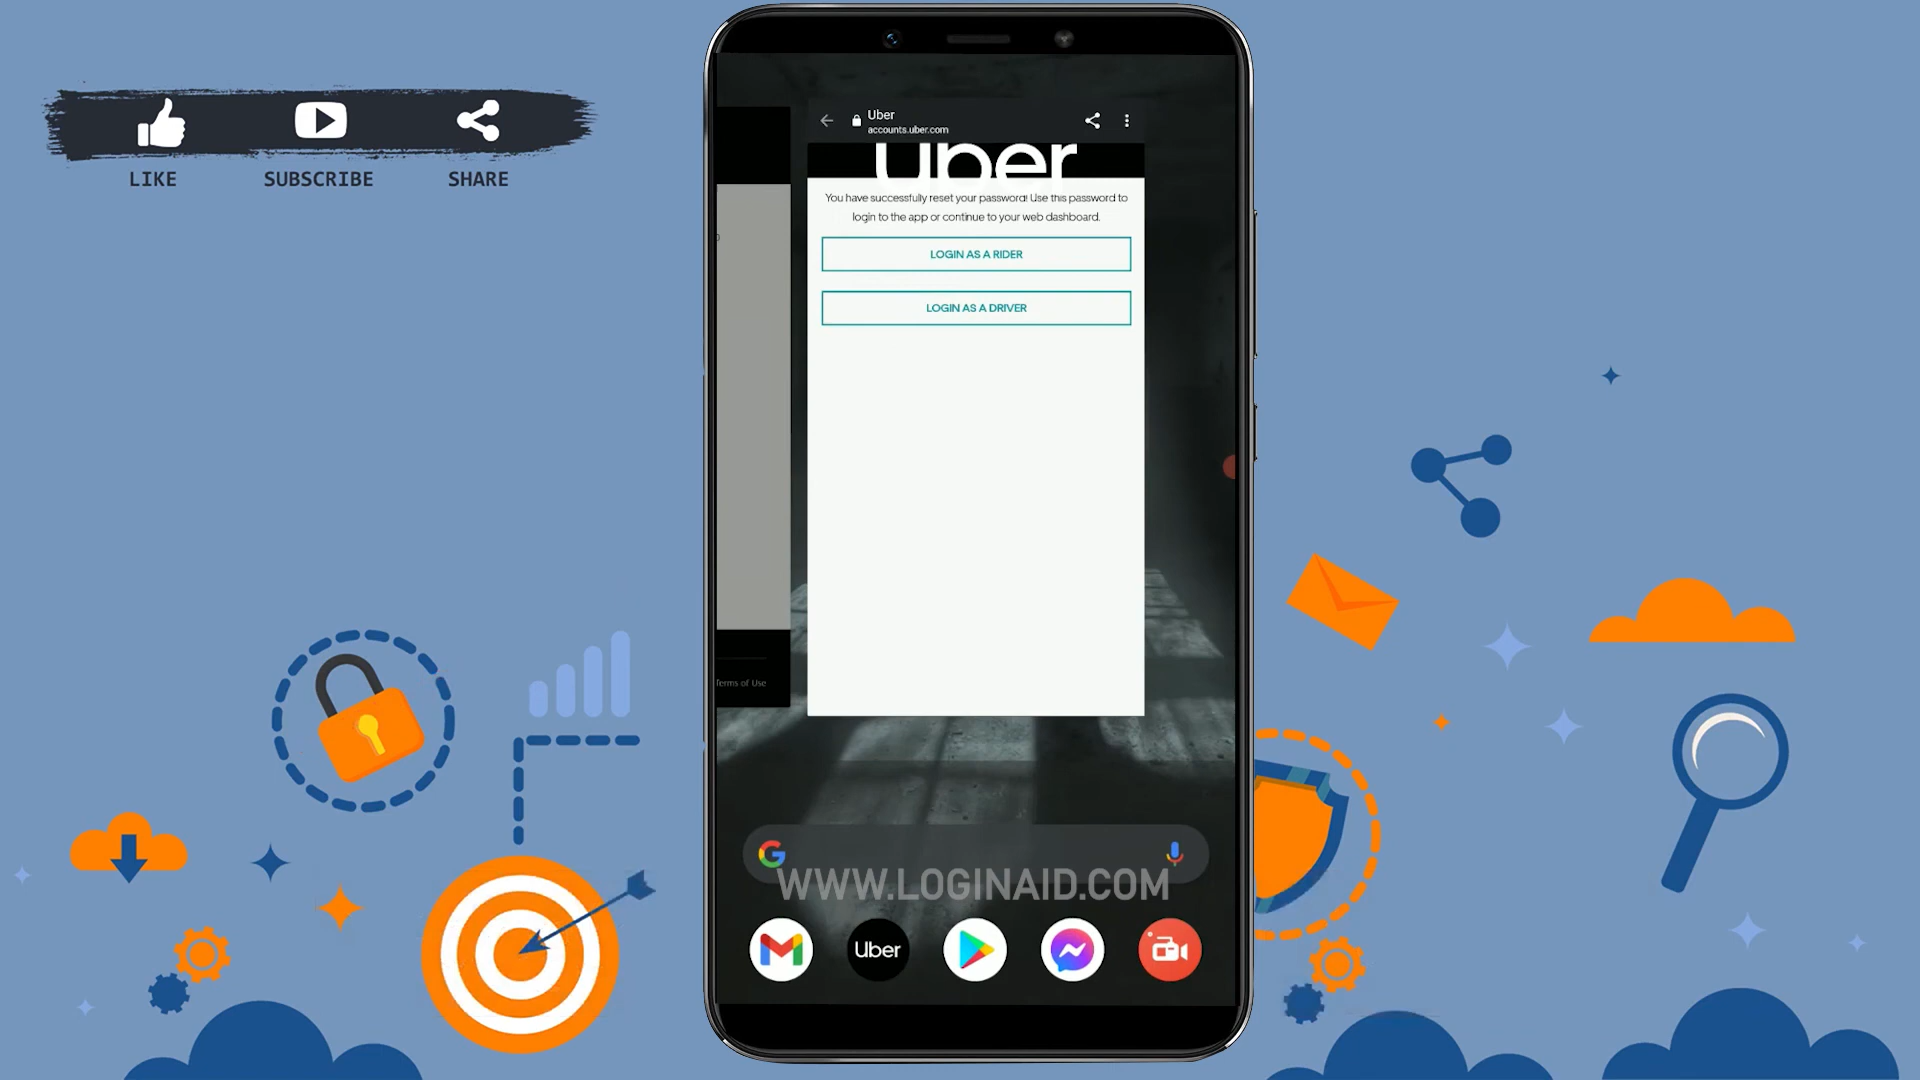 LIKE
SUBSCRIBE
SHARE
Uber
accounts.uber.com
Uber
You have successfully reset your password! Use this password to
login to the app or continue to your web dashboard.
LOGIN AS A RIDER
LOGIN AS A DRIVER
Terms of Use
WWW.LOGINAID.COM
Uber